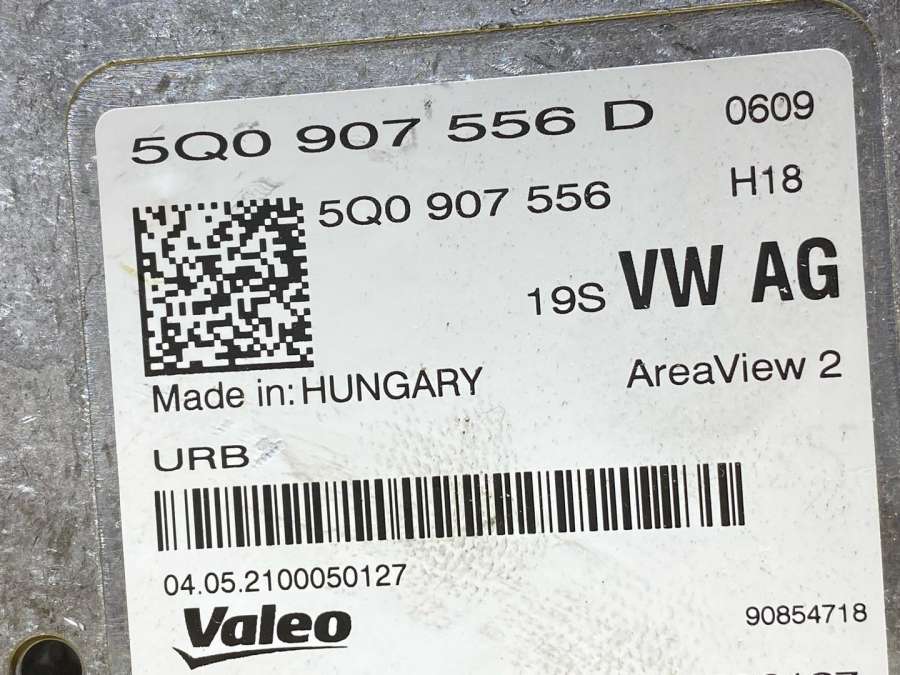 5Q0 907 556 D 0609
5Q0 907 556 H18
19S VW AG
Made in: HUNGARY AreaView 2
URB
04.05.2100050127
Valeo 90854718